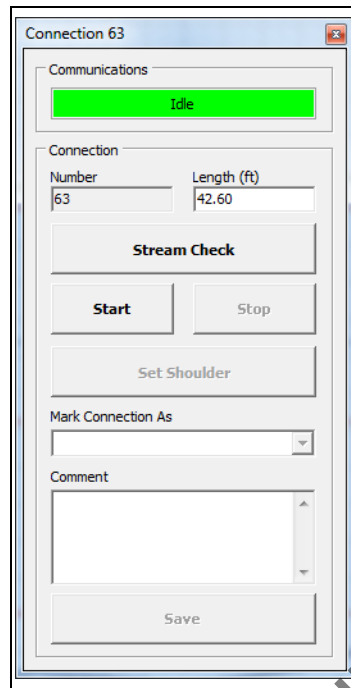 Connection 63
Communications
Idle
Connection
Number Length (ft)
63 42.60
Stream Check
Start Stop
Set Shoulder
Mark Connection As
Comment
Save